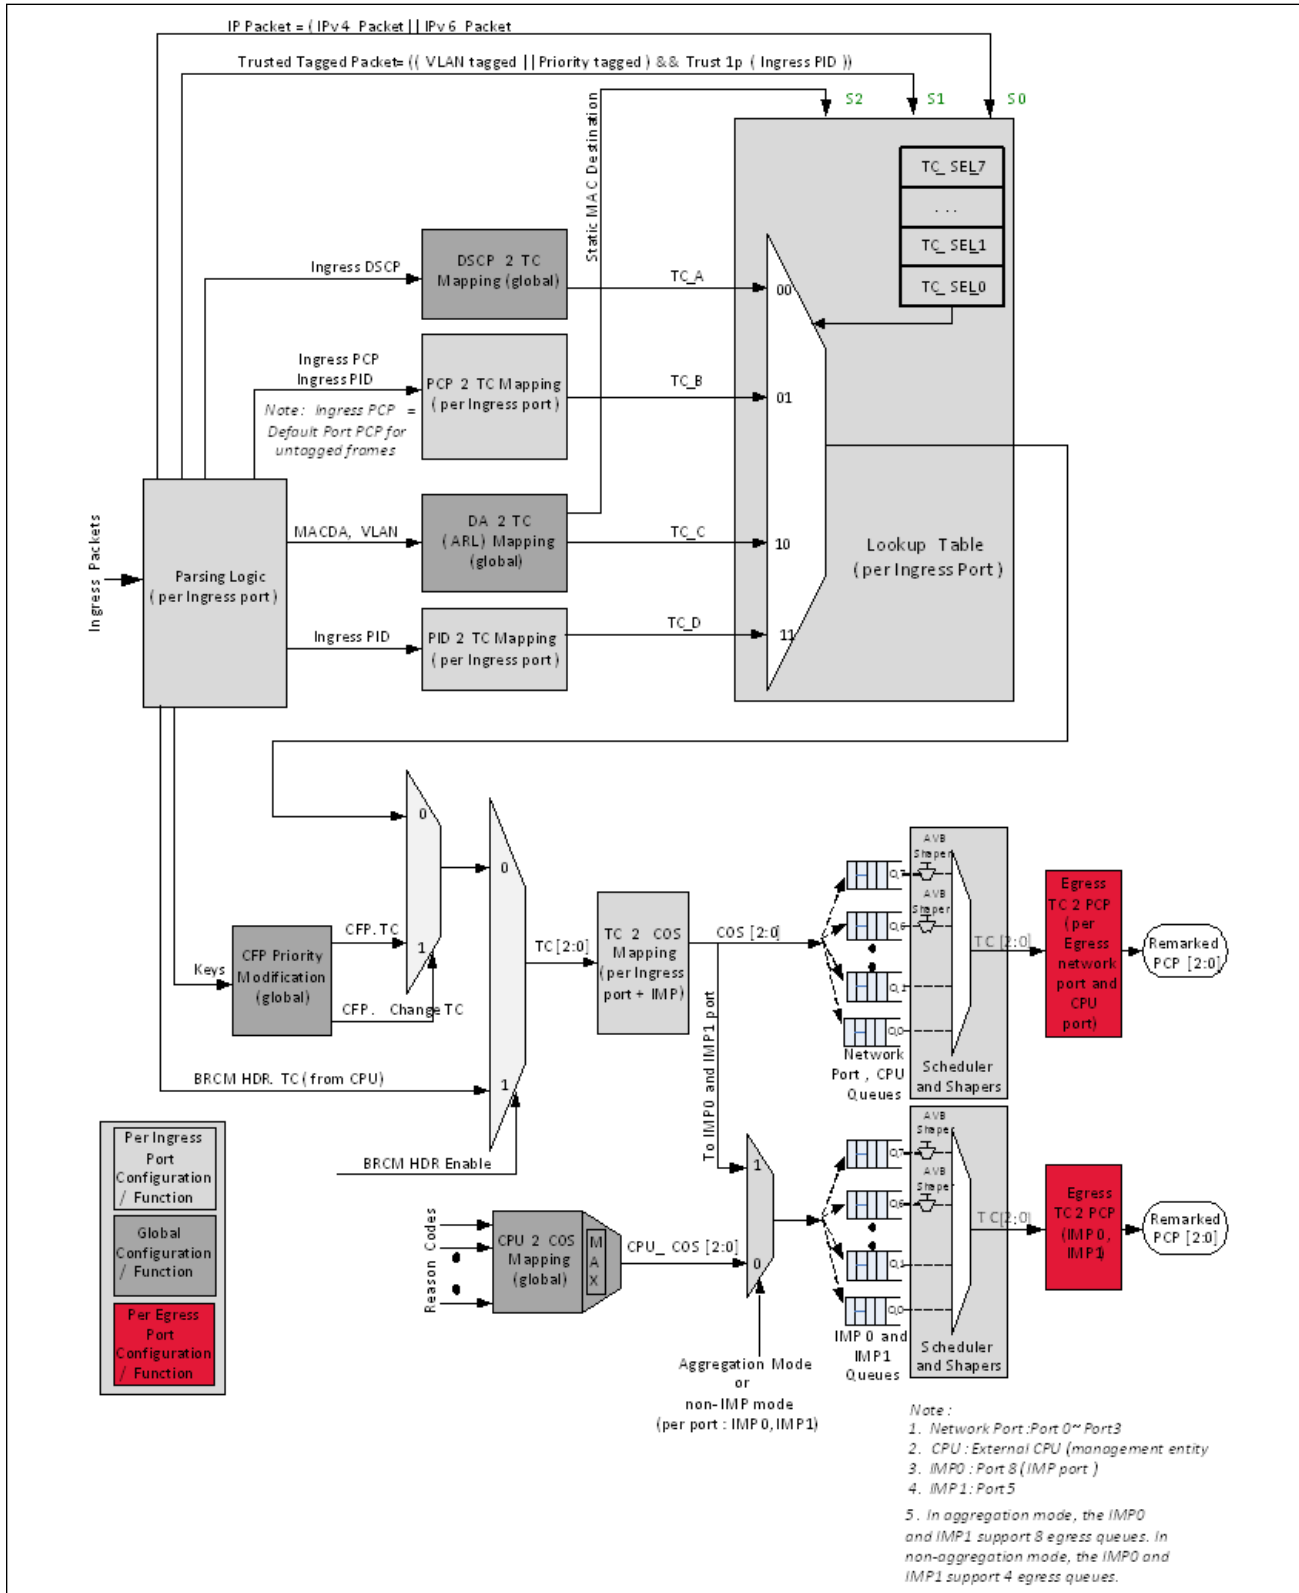 IP Packet = ( IPv4 Packet || IPv6 Packet
Trusted Tagged Packet= (( VLAN tagged || Priority tagged ) && Trust 1p ( Ingress PID ))
S2
S1
S0
Static MAC Destination
TC_SEL7
...
TC_SEL1
TC_SEL0
Ingress DSCP
DSCP 2 TC
Mapping (global)
TC_A
00
Ingress PCP
Ingress PID
PCP 2 TC Mapping
( per Ingress port)
TC_B
01
Note : Ingress PCP =
Default Port PCP for
untagged frames
Ingress Packets
Parsing Logic
( per Ingress port)
MACDA, VLAN
DA 2 TC
(ARL) Mapping
(global)
TC_C
10
Lookup Table
( per Ingress Port )
Ingress PID
PID 2 TC Mapping
( per Ingress port)
TC_D
11
0
1
Keys
CFP Priority
Modification
(global)
CFP. TC
CFP. Change TC
BRCM HDR. TC ( from CPU)
0
1
BRCM HDR Enable
TC [2:0]
TC 2 COS
Mapping
(per Ingress
port + IMP)
COS [2:0]
To IMP0 and IMP1 port
Q7
Q6
Q1
Q0
Network
Port , CPU
Queues
AVB
Shaper
AVB
Shaper
Scheduler
and Shapers
TC [2:0]
Egress
TC 2 PCP
(per
Egress
network
port and
CPU
port)
Remarked
PCP [2:0]
Per Ingress
Port
Configuration
/ Function
Global
Configuration
/ Function
Per Egress
Port
Configuration
/ Function
Reason Codes
CPU 2 COS
Mapping
(global)
MAX
CPU_ COS [2:0]
1
0
Aggregation Mode
or
non-IMP mode
(per port : IMP0, IMP1)
Q7
Q6
Q1
Q0
IMP0 and
IMP1
Queues
AVB
Shaper
AVB
Shaper
Scheduler
and Shapers
TC[2:0]
Egress
TC 2 PCP
(IMP0,
IMP1)
Remarked
PCP [2:0]
Note :
1. Network Port :Port 0~ Port3
2. CPU : External CPU (management entity
3. IMP0 : Port 8 ( IMP port )
4. IMP1: Port 5
5. In aggregation mode, the IMP0
and IMP1 support 8 egress queues. In
non-aggregation mode, the IMP0 and
IMP1 support 4 egress queues.